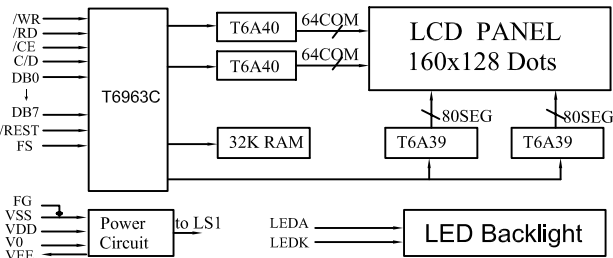 /WR
/RD
/CE
C/D
DB0
↓
DB7
/REST
FS
T6963C
T6A40
64COM
T6A40
64COM
LCD PANEL
160x128 Dots
80SEG
80SEG
T6A39
T6A39
32K RAM
FG
VSS
VDD
V0
VEE
Power
Circuit
to LS1
LEDA
LEDK
LED Backlight